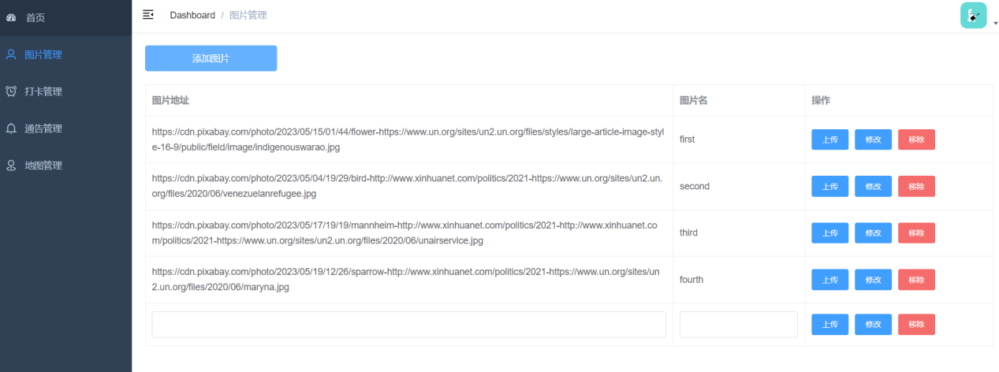 首页
图片管理
打卡管理
通告管理
地图管理
Dashboard / 图片管理
添加图片
图片地址 图片名 操作
https://cdn.pixabay.com/photo/2023/05/15/01/44/flower-https://www.un.org/sites/un2.un.org/files/styles/large-article-image-styl
e-16-9/public/field/image/indigenouswarao.jpg
first 上传 修改 移除
https://cdn.pixabay.com/photo/2023/05/04/19/29/bird-http://www.xinhuanet.com/politics/2021-https://www.un.org/sites/un2.un.
org/files/2020/06/venezuelanrefugee.jpg
second 上传 修改 移除
https://cdn.pixabay.com/photo/2023/05/17/19/19/mannheim-http://www.xinhuanet.com/politics/2021-http://www.xinhuanet.co
m/politics/2021-https://www.un.org/sites/un2.un.org/files/2020/06/unairservice.jpg
third 上传 修改 移除
https://cdn.pixabay.com/photo/2023/05/19/12/26/sparrow-http://www.xinhuanet.com/politics/2021-https://www.un.org/sites/un
2.un.org/files/2020/06/maryna.jpg
fourth 上传 修改 移除
上传 修改 移除